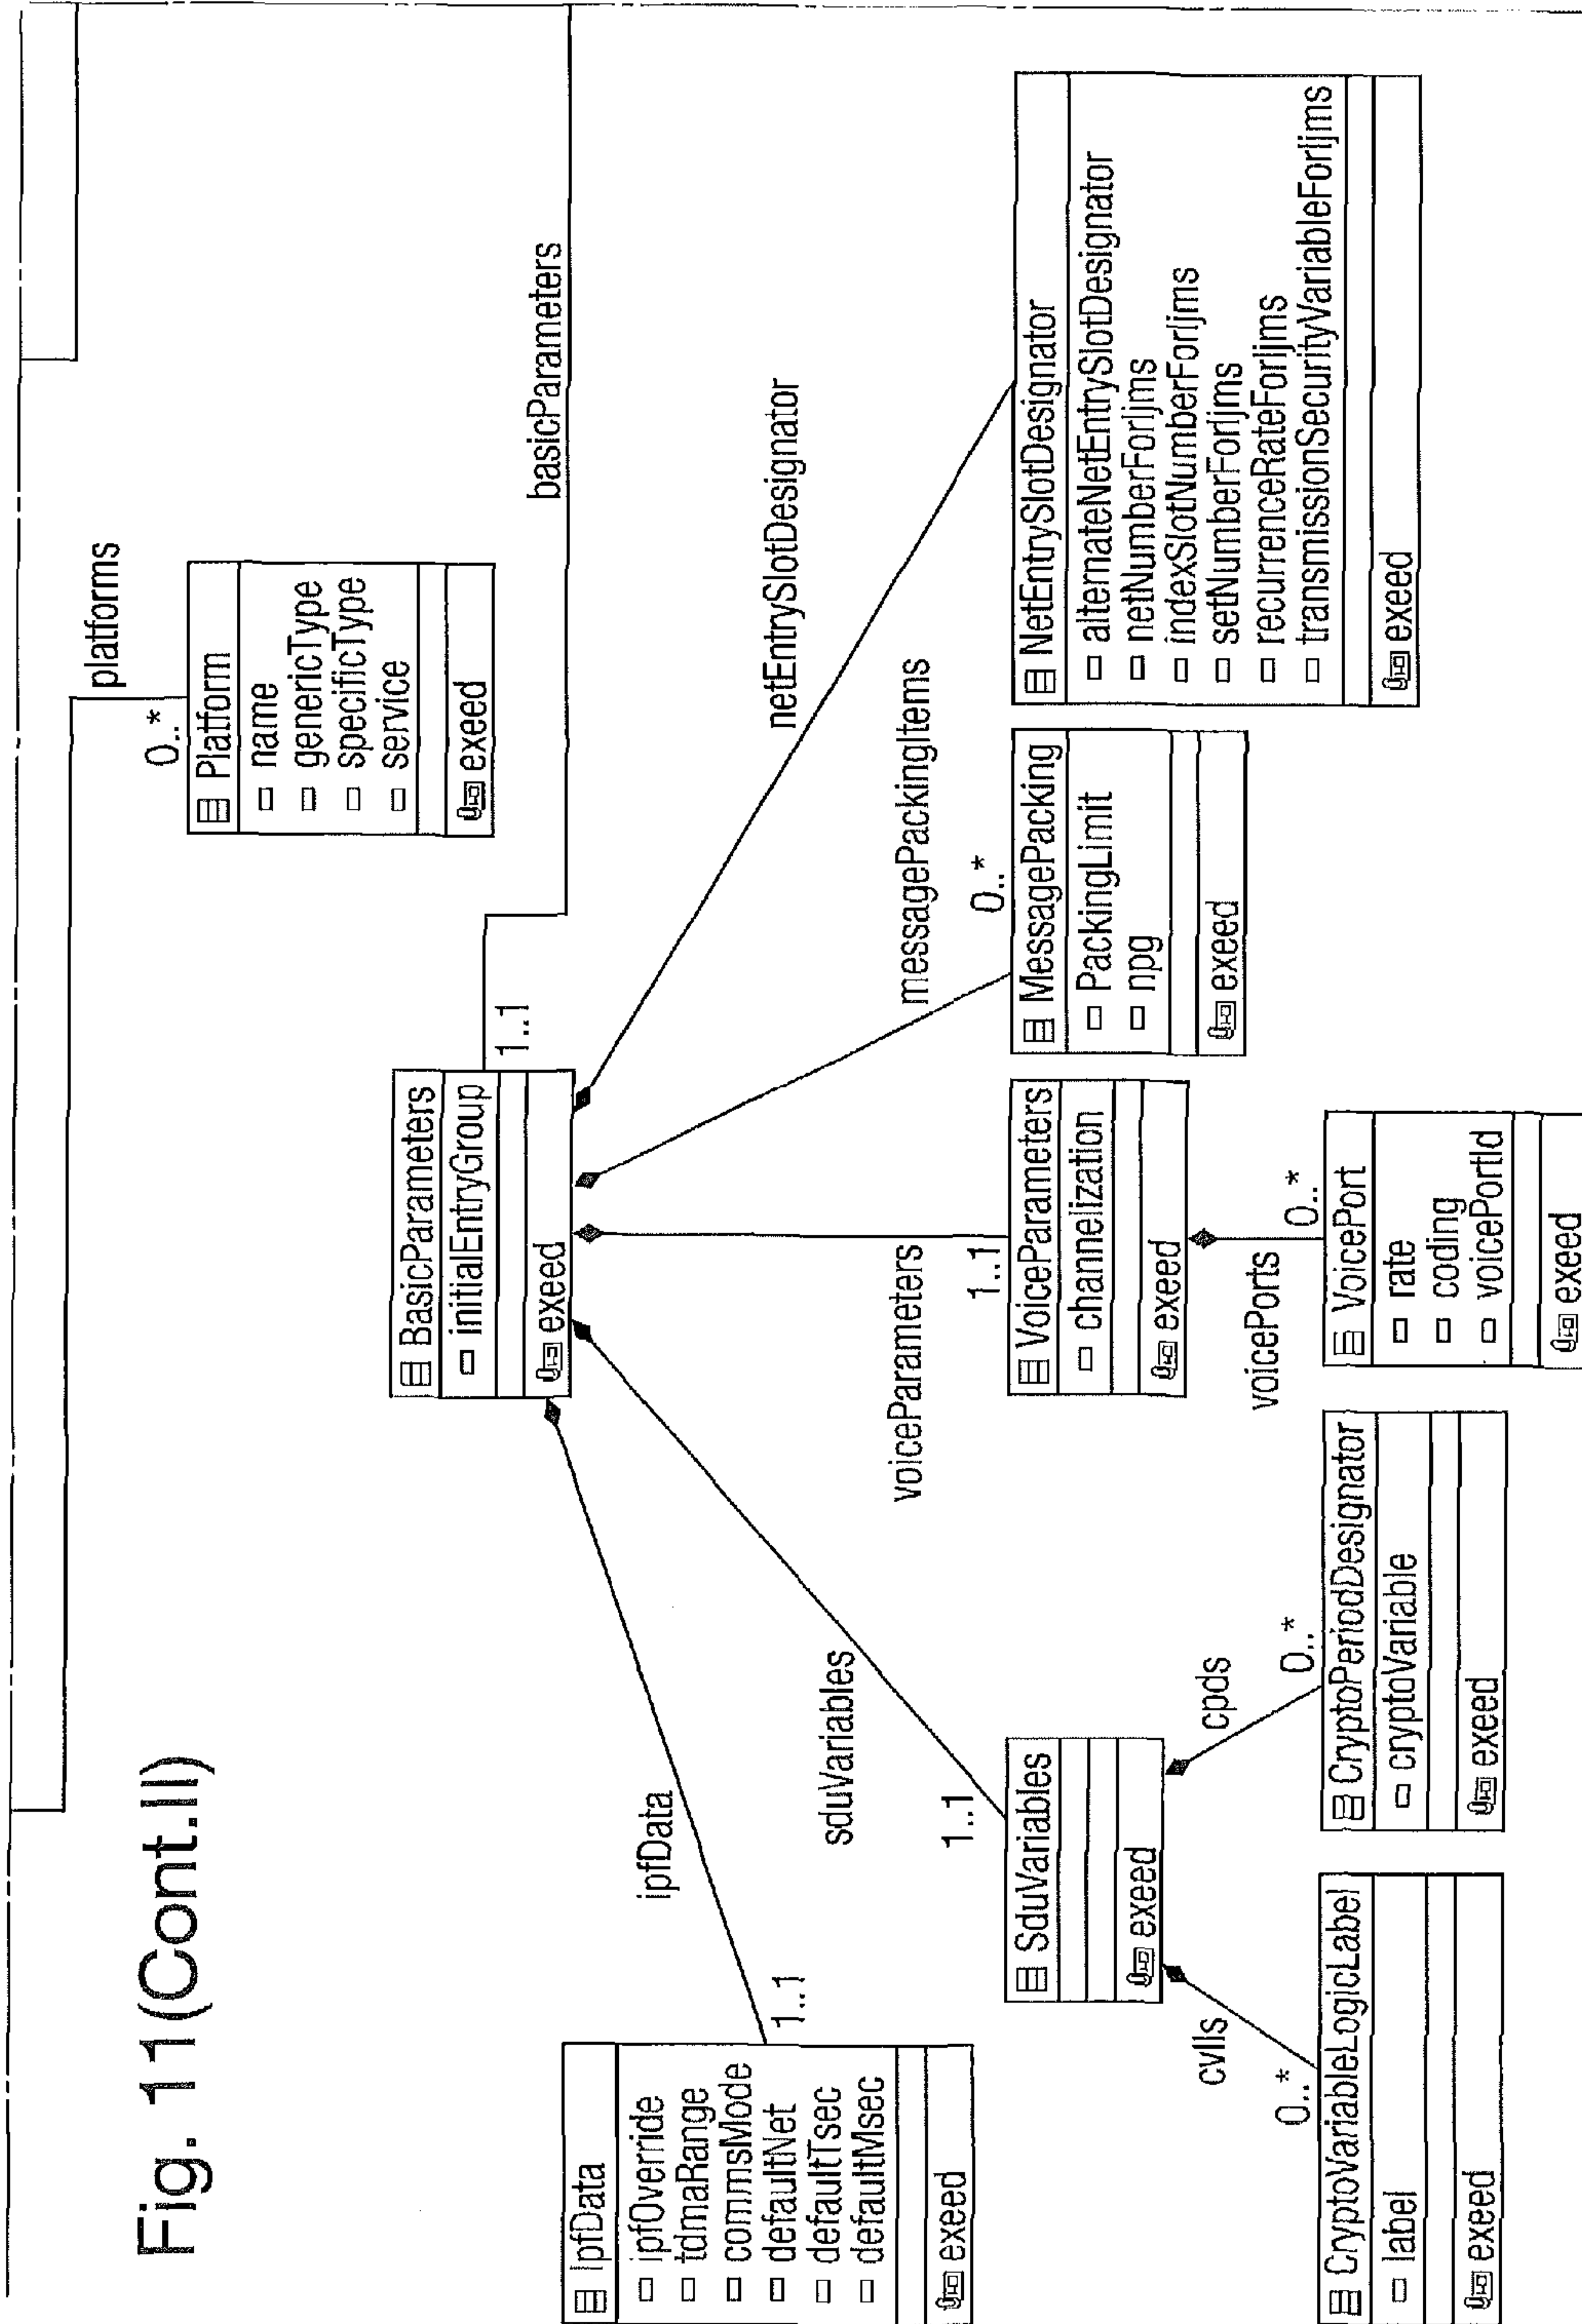 Fig. 11(Cont.II)
platforms
0..*
Platform
name
genericType
specificType
service
exeed
basicParameters
1..1
BasicParameters
initialEntryGroup
exeed
ipfData
1..1
IpfData
ipfOverride
tdmaRange
commsMode
defaultNet
defaultTsec
defaultMsec
exeed
sduVariables
1..1
SduVariables
exeed
cvlls
0..*
CryptoVariableLogicLabel
label
exeed
cpds
0..*
CryptoPeriodDesignator
cryptoVariable
exeed
voiceParameters
1..1
VoiceParameters
channelization
exeed
voicePorts
0..*
VoicePort
rate
coding
voicePortId
exeed
messagePackingItems
0..*
MessagePacking
PackingLimit
npg
exeed
netEntrySlotDesignator
NetEntrySlotDesignator
alternateNetEntrySlotDesignator
netNumberForIjms
indexSlotNumberForIjms
setNumberForIjms
recurrenceRateForIjms
transmissionSecurityVariableForIjms
exeed